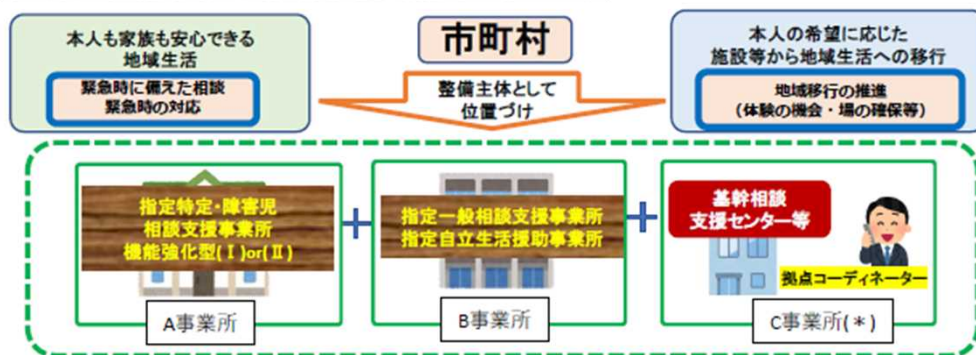 本人も家族も安心できる
地域生活
緊急時に備えた相談
緊急時の対応
市町村
整備主体として
位置づけ
本人の希望に応じた
施設等から地域生活への移行
地域移行の推進
（体験の機会・場の確保等）
指定特定・障害児
相談支援事業所
機能強化型(Ⅰ)or(Ⅱ)
A事業所
+
指定一般相談支援事業所
指定自立生活援助事業所
B事業所
+
基幹相談
支援センター等
拠点コーディネーター
C事業所(＊)